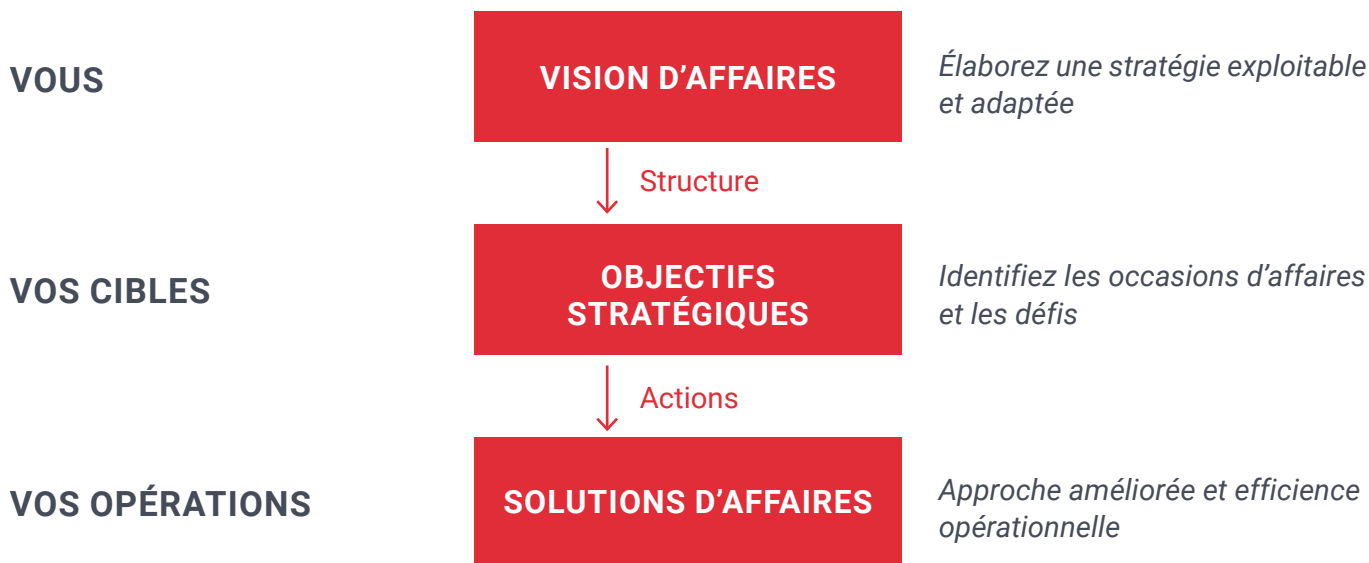 VOUS
VISION D’AFFAIRES
Élaborez une stratégie exploitable
et adaptée
Structure
VOS CIBLES
OBJECTIFS
STRATÉGIQUES
Identifiez les occasions d’affaires
et les défis
Actions
VOS OPÉRATIONS
SOLUTIONS D’AFFAIRES
Approche améliorée et efficience
opérationnelle